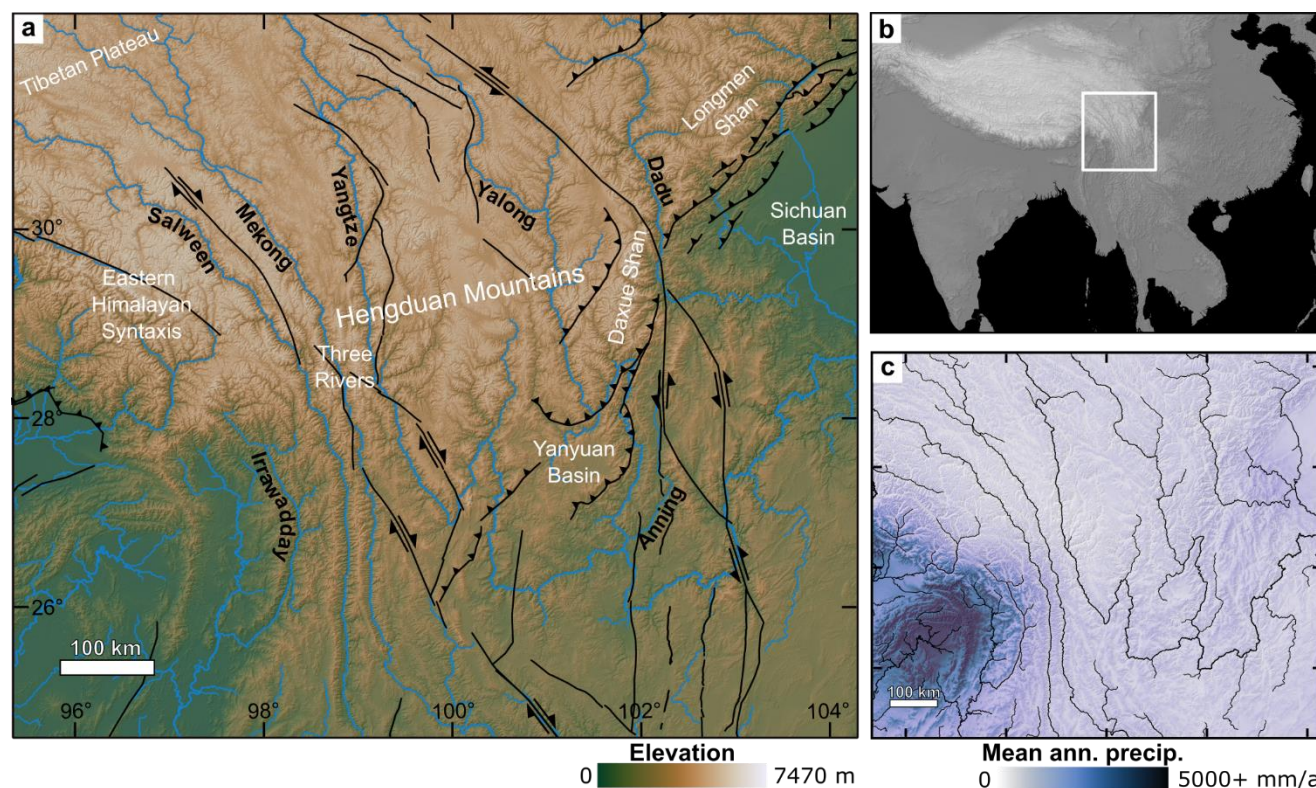 a
Tibetan Plateau
Longmen
Shan
Dadu
Yangtze
Yalong
Sichuan
Basin
30°
Salween
Mekong
Eastern
Himalayan
Syntaxis
Hengduan Mountains
Daxue Shan
Three
Rivers
28°
Yanyuan
Basin
Irrawadday
Anning
26°
100 km
96°
98°
100°
102°
104°
Elevation
0
7470 m
b
c
100 km
Mean ann. precip.
0
5000+ mm/a